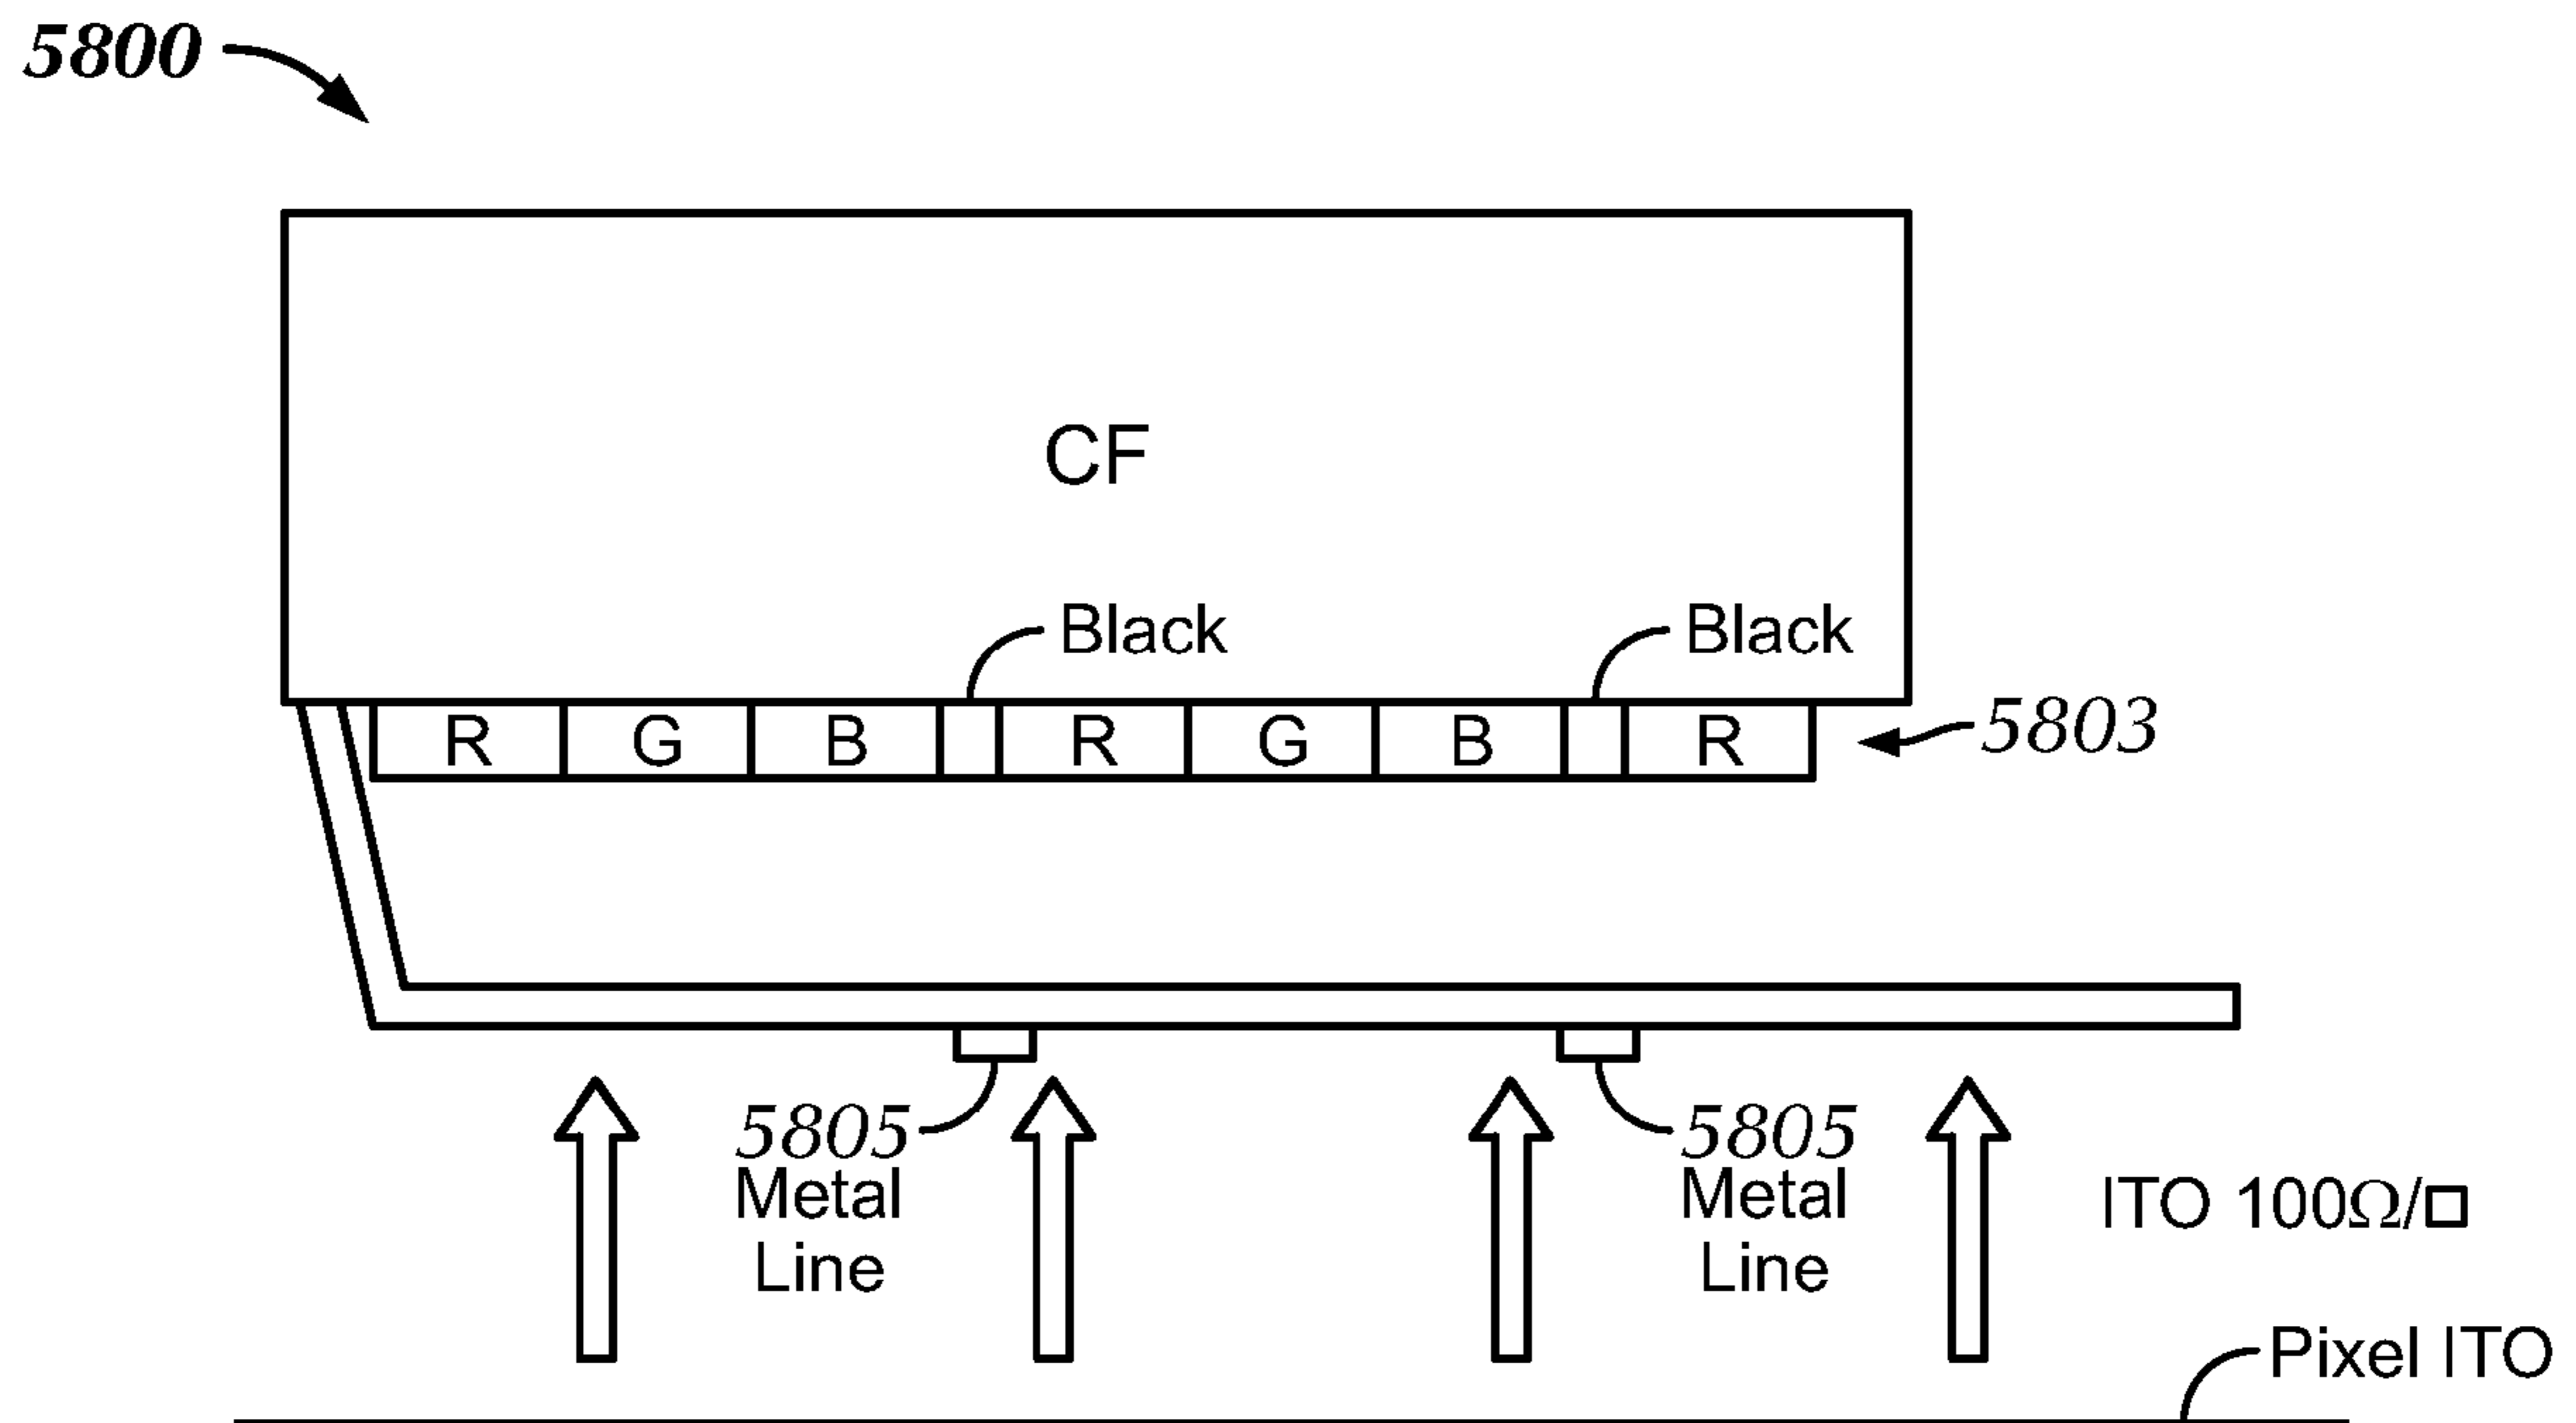 5800
CF
Black Black
R G B R G B R 5803
5805 5805
Metal Metal
Line Line
ITO 100Ω/□
Pixel ITO